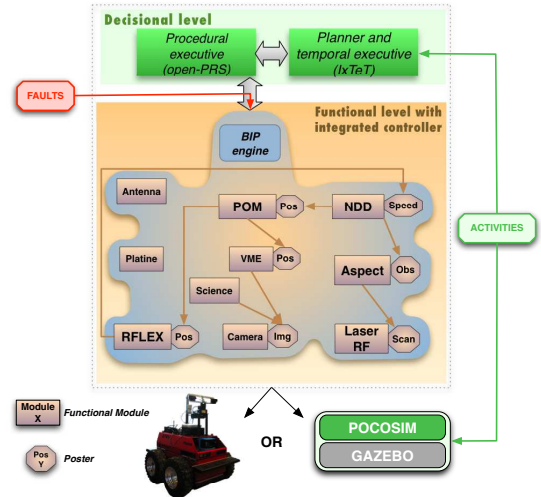 Decisional level
Procedural
executive
(open-PRS)
Planner and
temporal executive
(IxTeT)
FAULTS
Functional level with
integrated controller
BIP
engine
Antenna
POM
Pos
NDD
Speed
ACTIVITIES
Platine
VME
Pos
Aspect
Obs
Science
RFLEX
Pos
Camera
Img
Laser
RF
Scan
Module
X
Functional Module
Pos
Y
Poster
OR
POCOSIM
GAZEBO